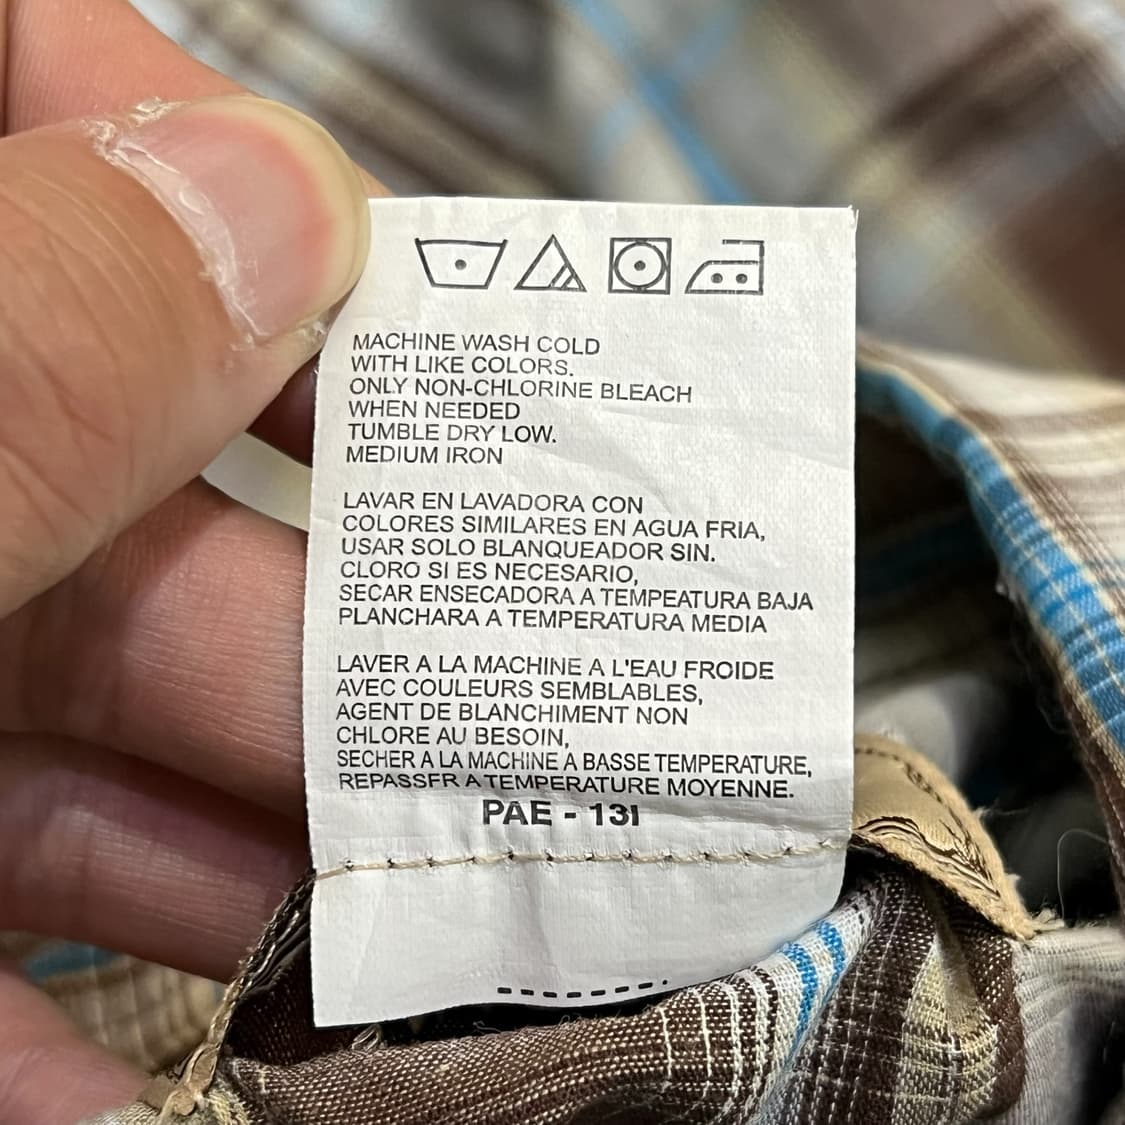 MACHINE WASH COLD
WITH LIKE COLORS.
ONLY NON-CHLORINE BLEACH
WHEN NEEDED
TUMBLE DRY LOW.
MEDIUM IRON
LAVAR EN LAVADORA CON
COLORES SIMILARES EN AGUA FRIA,
USAR SOLO BLANQUEADOR SIN.
CLORO SI ES NECESARIO,
SECAR ENSECADORA A TEMPEATURA BAJA
PLANCHARA A TEMPERATURA MEDIA
LAVER A LA MACHINE A L'EAU FROIDE
AVEC COULEURS SEMBLABLES,
AGENT DE BLANCHIMENT NON
CHLORE AU BESOIN,
SECHER A LA MACHINE A BASSE TEMPERATURE,
REPASSER A TEMPERATURE MOYENNE.
PAE - 13I